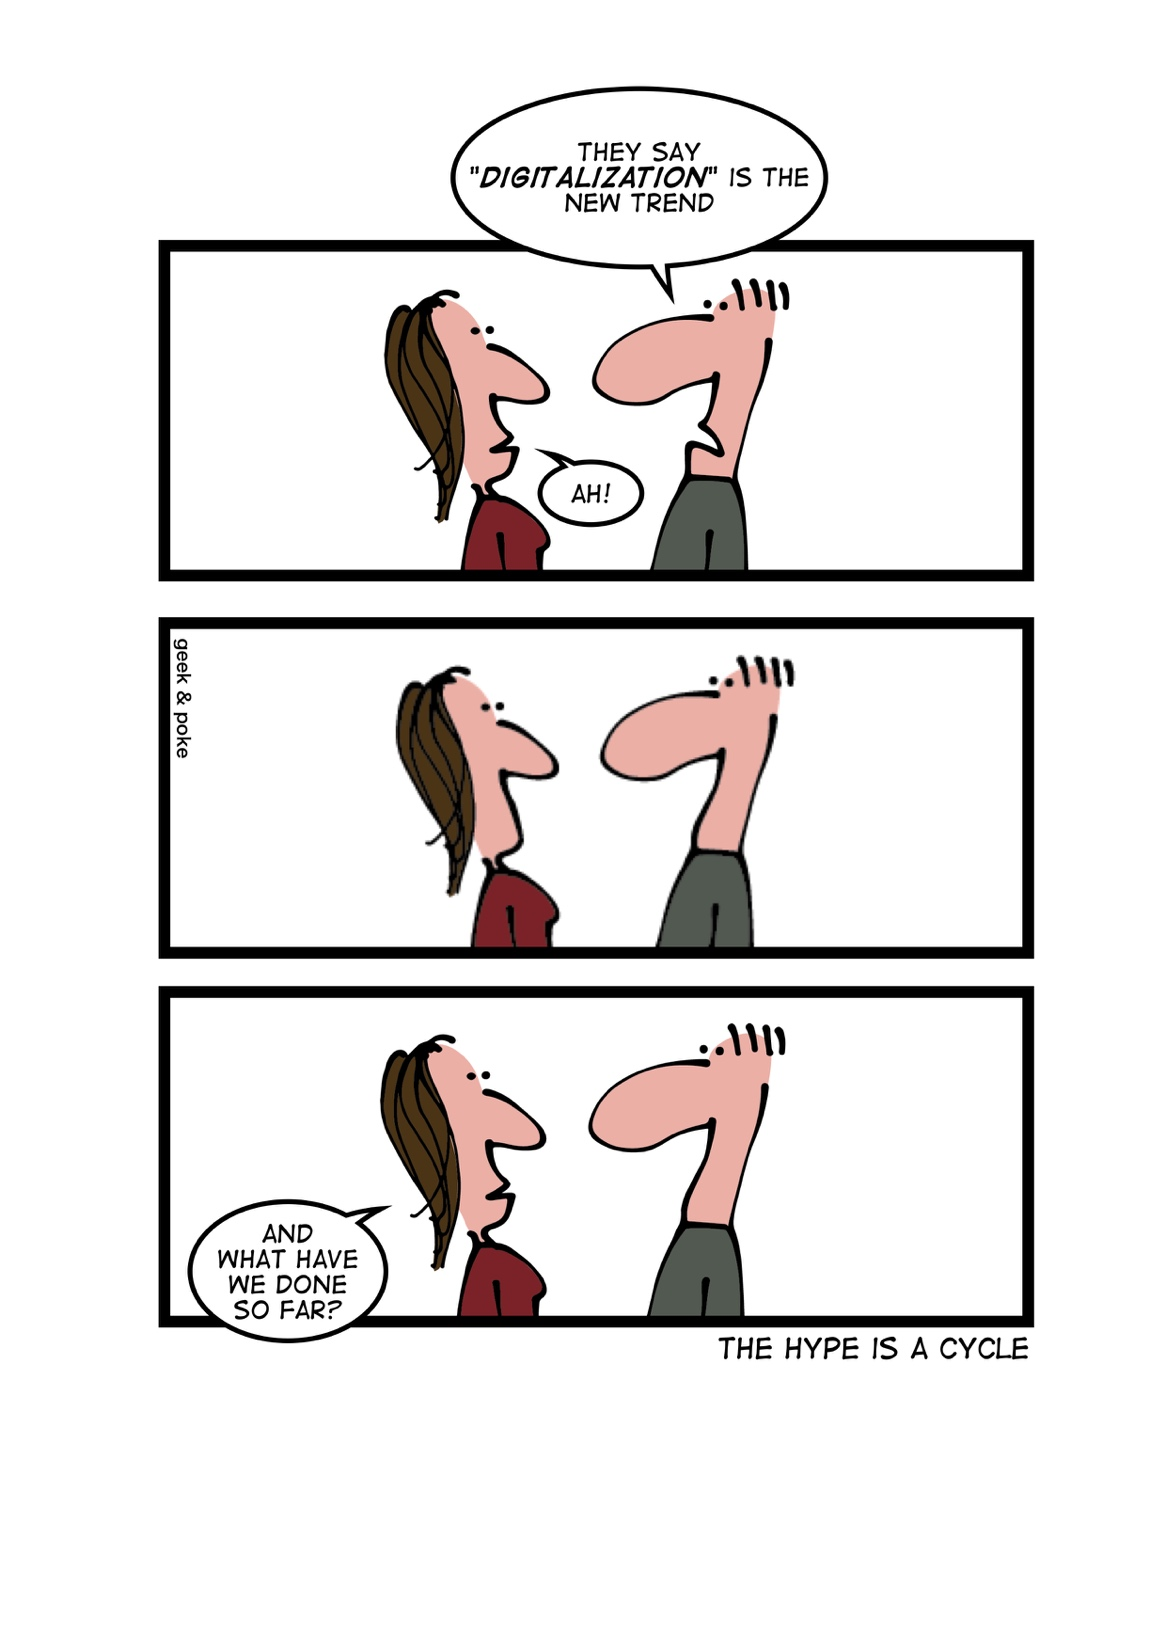 THEY SAY
"DIGITALIZATION" IS THE
NEW TREND
AH!
geek & poke
AND
WHAT HAVE
WE DONE
SO FAR?
THE HYPE IS A CYCLE